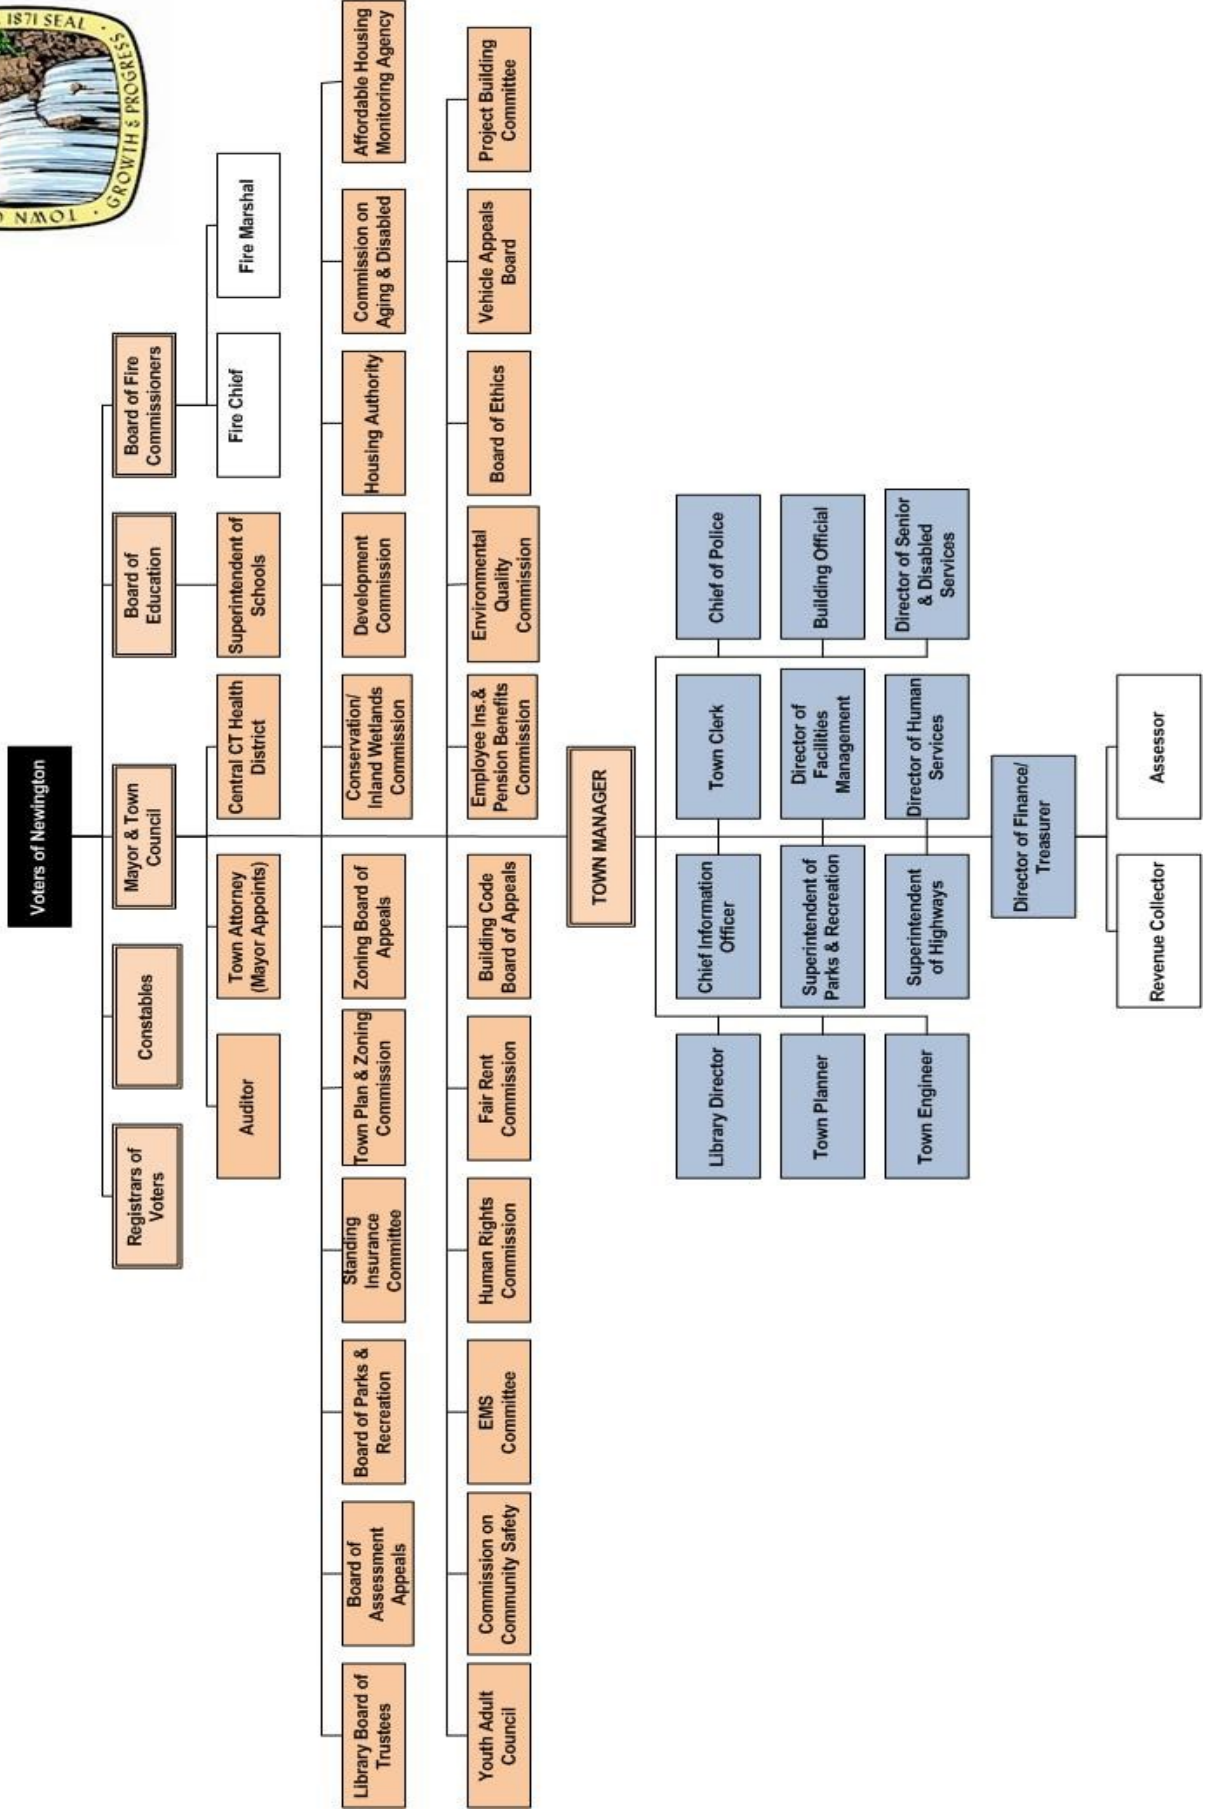 1871 SEAL
GROWTH & PROGRESS
TOWN
Voters of Newington
Registrars of
Voters
Constables
Mayor & Town
Council
Board of
Education
Board of Fire
Commissioners
Auditor
Town Attorney
(Mayor Appoints)
Central CT Health
District
Superintendent of
Schools
Fire Chief
Fire Marshal
Library Board of
Trustees
Board of
Assessment
Appeals
Board of Parks &
Recreation
Standing
Insurance
Committee
Town Plan & Zoning
Commission
Zoning Board of
Appeals
Conservation/
Inland Wetlands
Commission
Development
Commission
Housing Authority
Commission on
Aging & Disabled
Affordable Housing
Monitoring Agency
Youth Adult
Council
Commission on
Community Safety
EMS
Committee
Human Rights
Commission
Fair Rent
Commission
Building Code
Board of Appeals
Employee Ins.&
Pension Benefits
Commission
Environmental
Quality
Commission
Board of Ethics
Vehicle Appeals
Board
Project Building
Committee
TOWN MANAGER
Library Director
Chief Information
Officer
Town Clerk
Chief of Police
Town Planner
Superintendent of
Parks & Recreation
Director of
Facilities
Management
Building Official
Town Engineer
Superintendent
of Highways
Director of Human
Services
Director of Senior
& Disabled
Services
Director of Finance/
Treasurer
Revenue Collector
Assessor